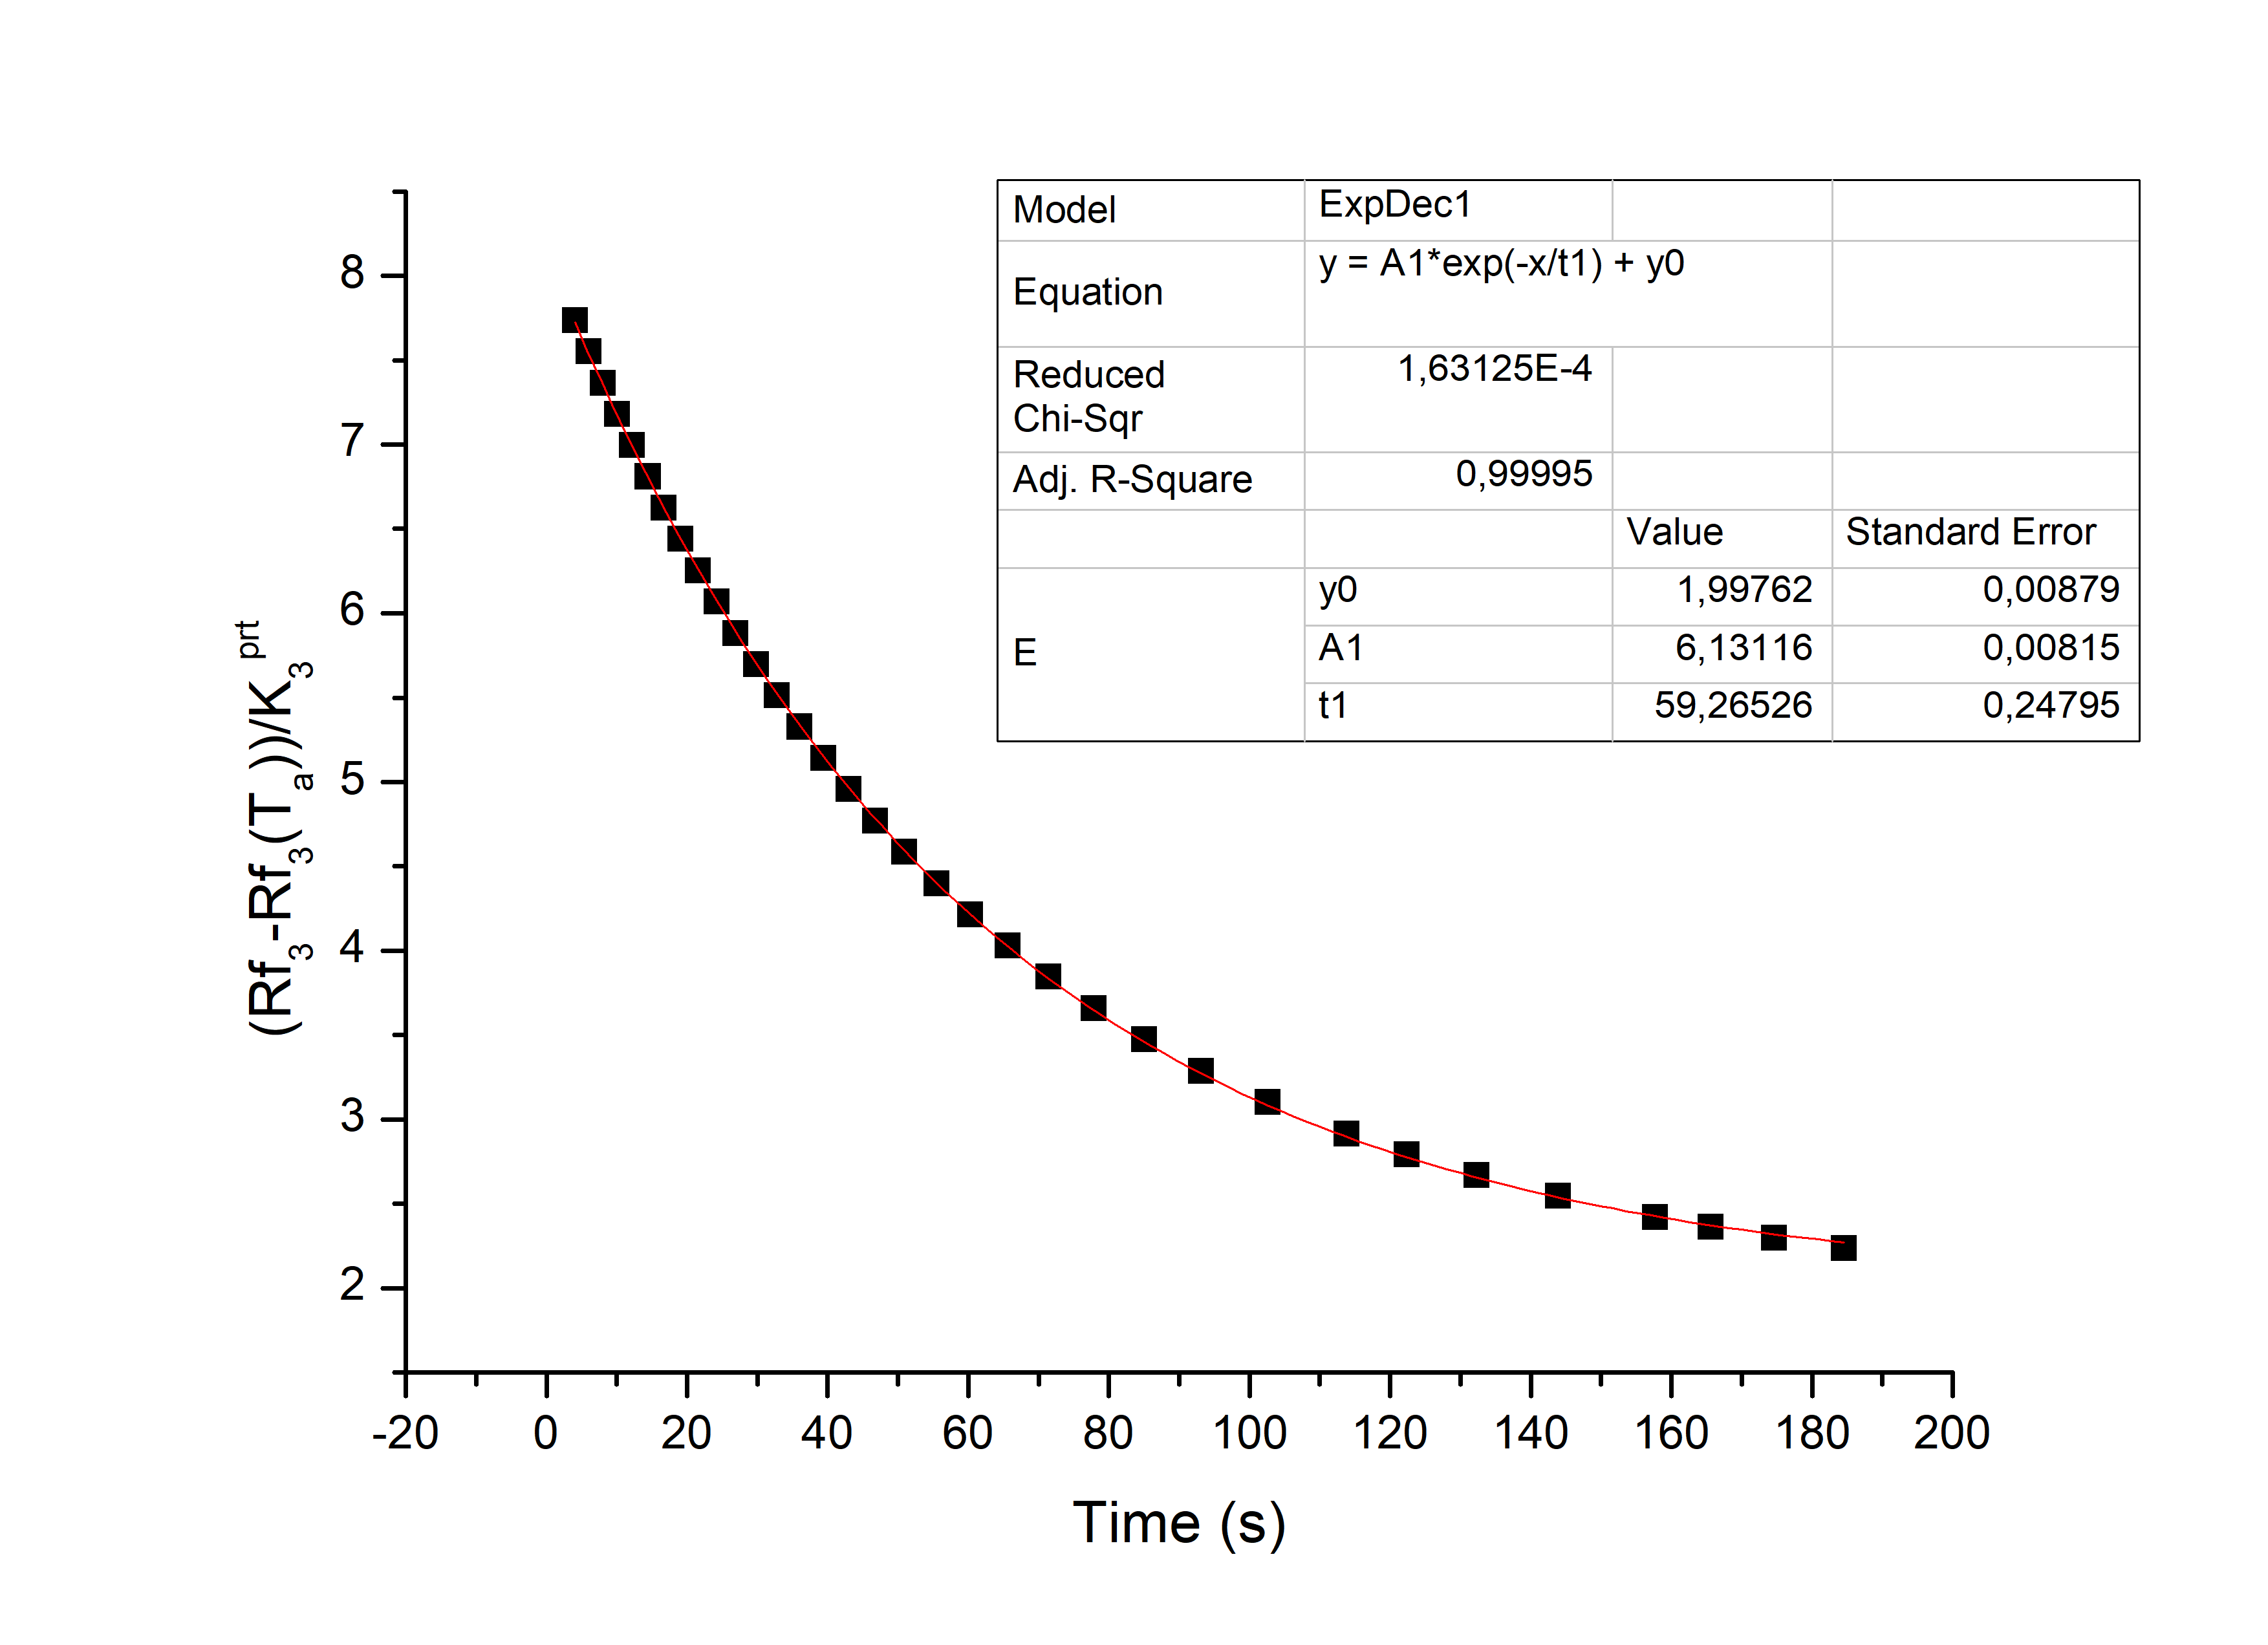 Model ExpDec1
Equation y = A1*exp(-x/t1) + y0
Reduced Chi-Sqr 1,63125E-4
Adj. R-Square 0,99995
Value Standard Error
E y0 1,99762 0,00879
A1 6,13116 0,00815
t1 59,26526 0,24795
8
7
6
5
4
3
2
(Rf3-Rf3(Ta))/K3prt
-20 0 20 40 60 80 100 120 140 160 180 200
Time (s)